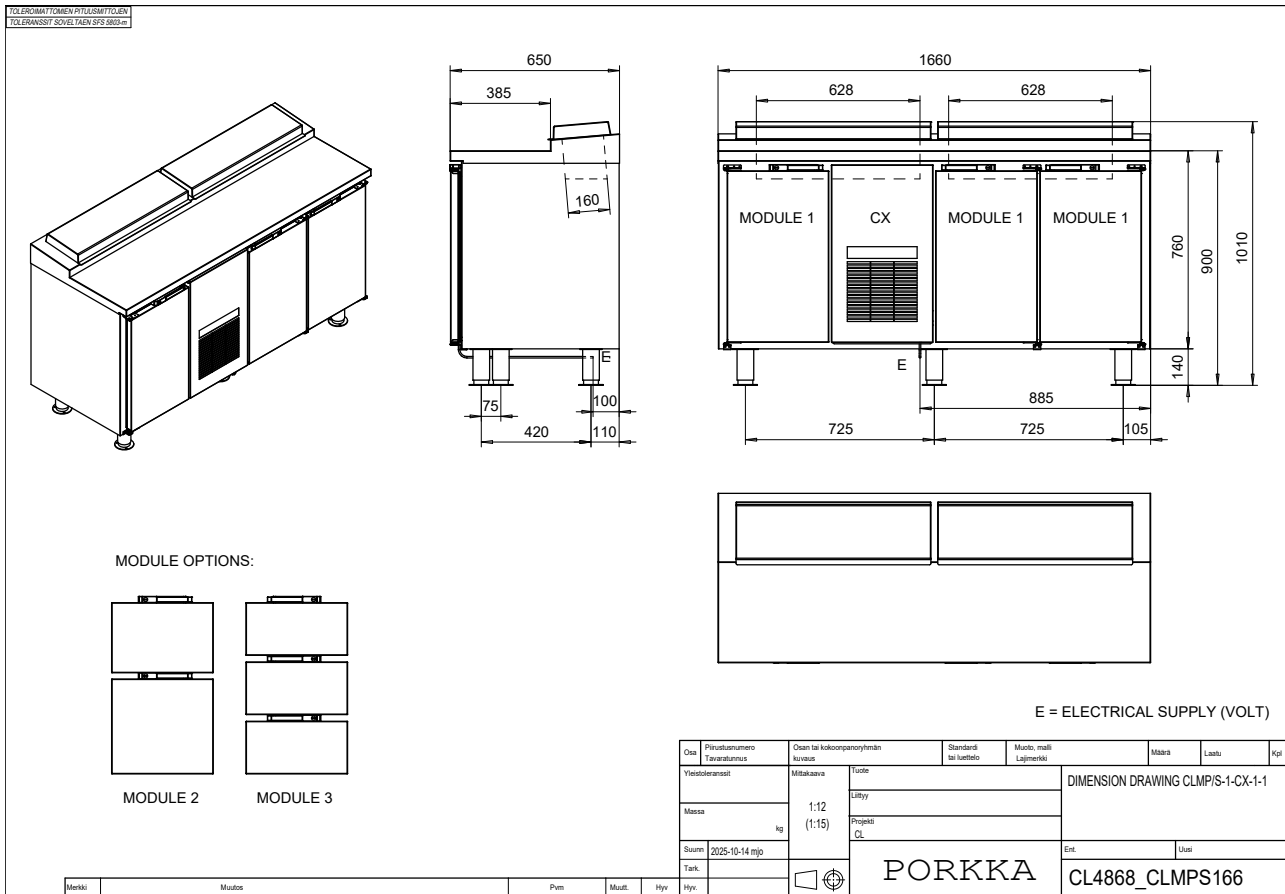 TOLEROIMATTOMIEN PITUUSMITTOJEN
TOLERANSSIT SOVELTAEN SFS 5803-m
650
385
160
E
75
100
420
110
1660
628
628
MODULE 1
CX
MODULE 1
MODULE 1
760
900
1010
140
E
885
725
725
105
MODULE OPTIONS:
MODULE 2
MODULE 3
E = ELECTRICAL SUPPLY (VOLT)
Osa
Piirustusnumero
Tavaratunnus
Osan tai kokoonpanoryhmän
kuvaus
Standardi
tai luettelo
Muoto, malli
Lajimerkki
Määrä
Laatu
Kpl
Yleistoleranssit
Mittakaava
1:12
(1:15)
Tuote
Liittyy
Projekti
CL
DIMENSION DRAWING CLMP/S-1-CX-1-1
Massa
kg
Suunn
2025-10-14 mjo
Tark.
Hyv.
PORKKA
Ent.
Uusi
CL4868_CLMPS166
Merkki
Muutos
Pvm
Muutt.
Hyv